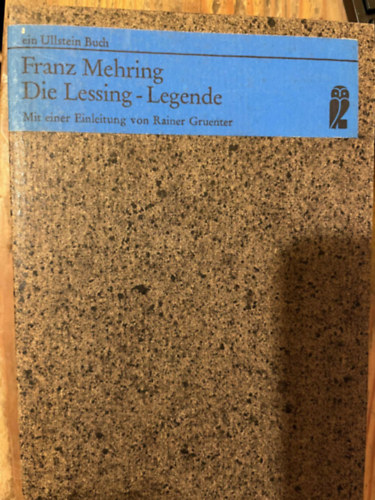 ein Ullstein Buch
Franz Mehring
Die Lessing-Legende
Mit einer Einleitung von Rainer Gruenter